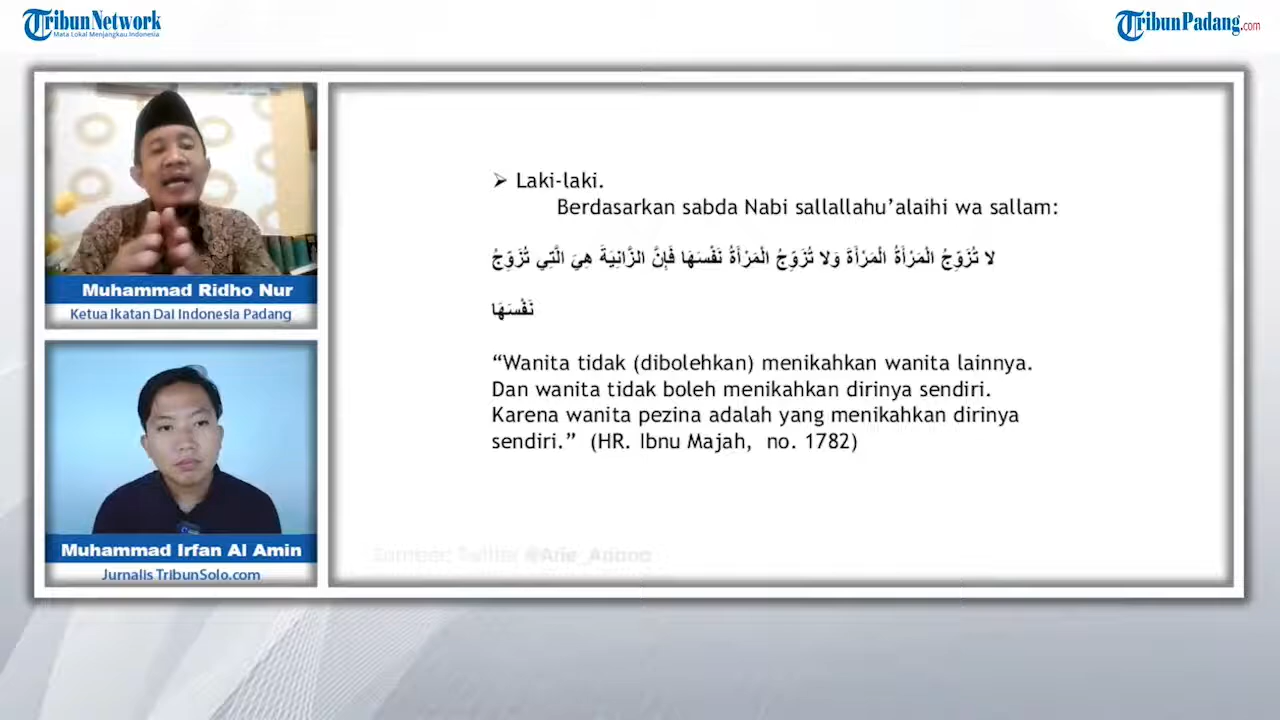 TribunNetwork
Mata Lokal Menjangkau Indonesia
TribunPadang.com
Muhammad Ridho Nur
Ketua Ikatan Dai Indonesia Padang
Muhammad Irfan Al Amin
Jurnalis TribunSolo.com
➢ Laki-laki.
Berdasarkan sabda Nabi sallallahu’alaihi wa sallam:
لا تُزَوِّجُ الْمَرْأَةُ الْمَرْأَةَ وَلا تُزَوِّجُ الْمَرْأَةُ نَفْسَهَا فَإِنَّ الزَّانِيَةَ هِيَ الَّتِي تُزَوِّجُ
نَفْسَهَا
“Wanita tidak (dibolehkan) menikahkan wanita lainnya.
Dan wanita tidak boleh menikahkan dirinya sendiri.
Karena wanita pezina adalah yang menikahkan dirinya
sendiri.” (HR. Ibnu Majah, no. 1782)